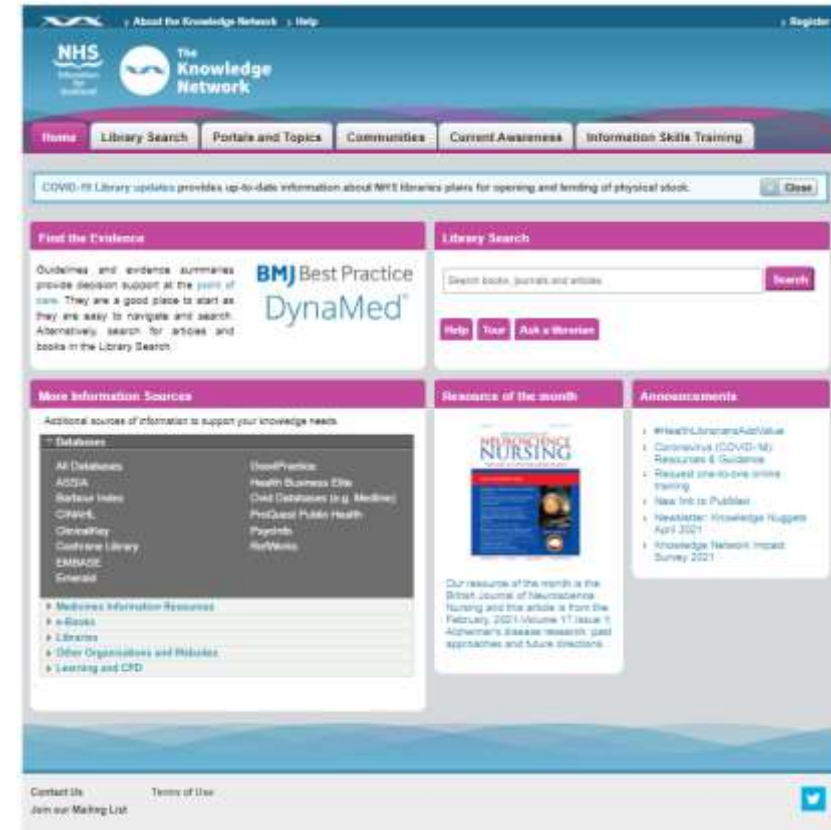 About the Knowledge Network
Help
Register
NHS
Education
for
Scotland
The
Knowledge
Network
Home
Library Search
Portals and Topics
Communities
Current Awareness
Information Skills Training
COVID-19 Library updates provides up-to-date information about NHS libraries plans for opening and lending of physical stock.
Close
Find the Evidence
Guidelines and evidence summaries
provide decision support at the point of
care. They are a good place to start as
they are easy to navigate and search.
Alternatively, search for articles and
books in the Library Search.
BMJ Best Practice
DynaMed
Library Search
Search books, journals and articles
Search
Help
Tour
Ask a librarian
More Information Sources
Additional sources of information to support your knowledge needs.
Databases
All Databases
ASSIA
Barbour Index
CINAHL
ClinicalKey
Cochrane Library
EMBASE
Emerald
GoodPractice
Health Business Elite
Ovid Databases (e.g. Medline)
ProQuest Public Health
PsycInfo
RefWorks
Medicines Information Resources
e-Books
Libraries
Other Organisations and Websites
Learning and CPD
Resource of the month
NEUROSCIENCE
NURSING
Our resource of the month is the
British Journal of Neuroscience
Nursing and this article is from the
February, 2021 Volume 17 Issue 1:
Alzheimer's disease research: past
approaches and future directions.
Announcements
#HealthLibrariansAddValue
Coronavirus (COVID-19)
Resources & Guidance
Request one-to-one online
training
New link to PubMed
Newsletter: Knowledge Nuggets
April 2021
Knowledge Network Impact
Survey 2021
Contact Us
Terms of Use
Join our Mailing List